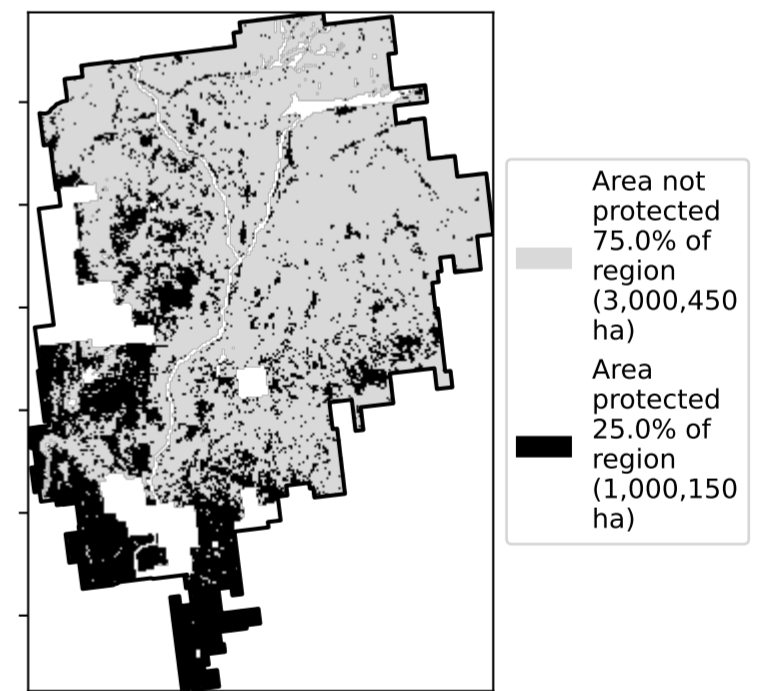 Area not
protected
75.0% of
region
(3,000,450
ha)
Area
protected
25.0% of
region
(1,000,150
ha)